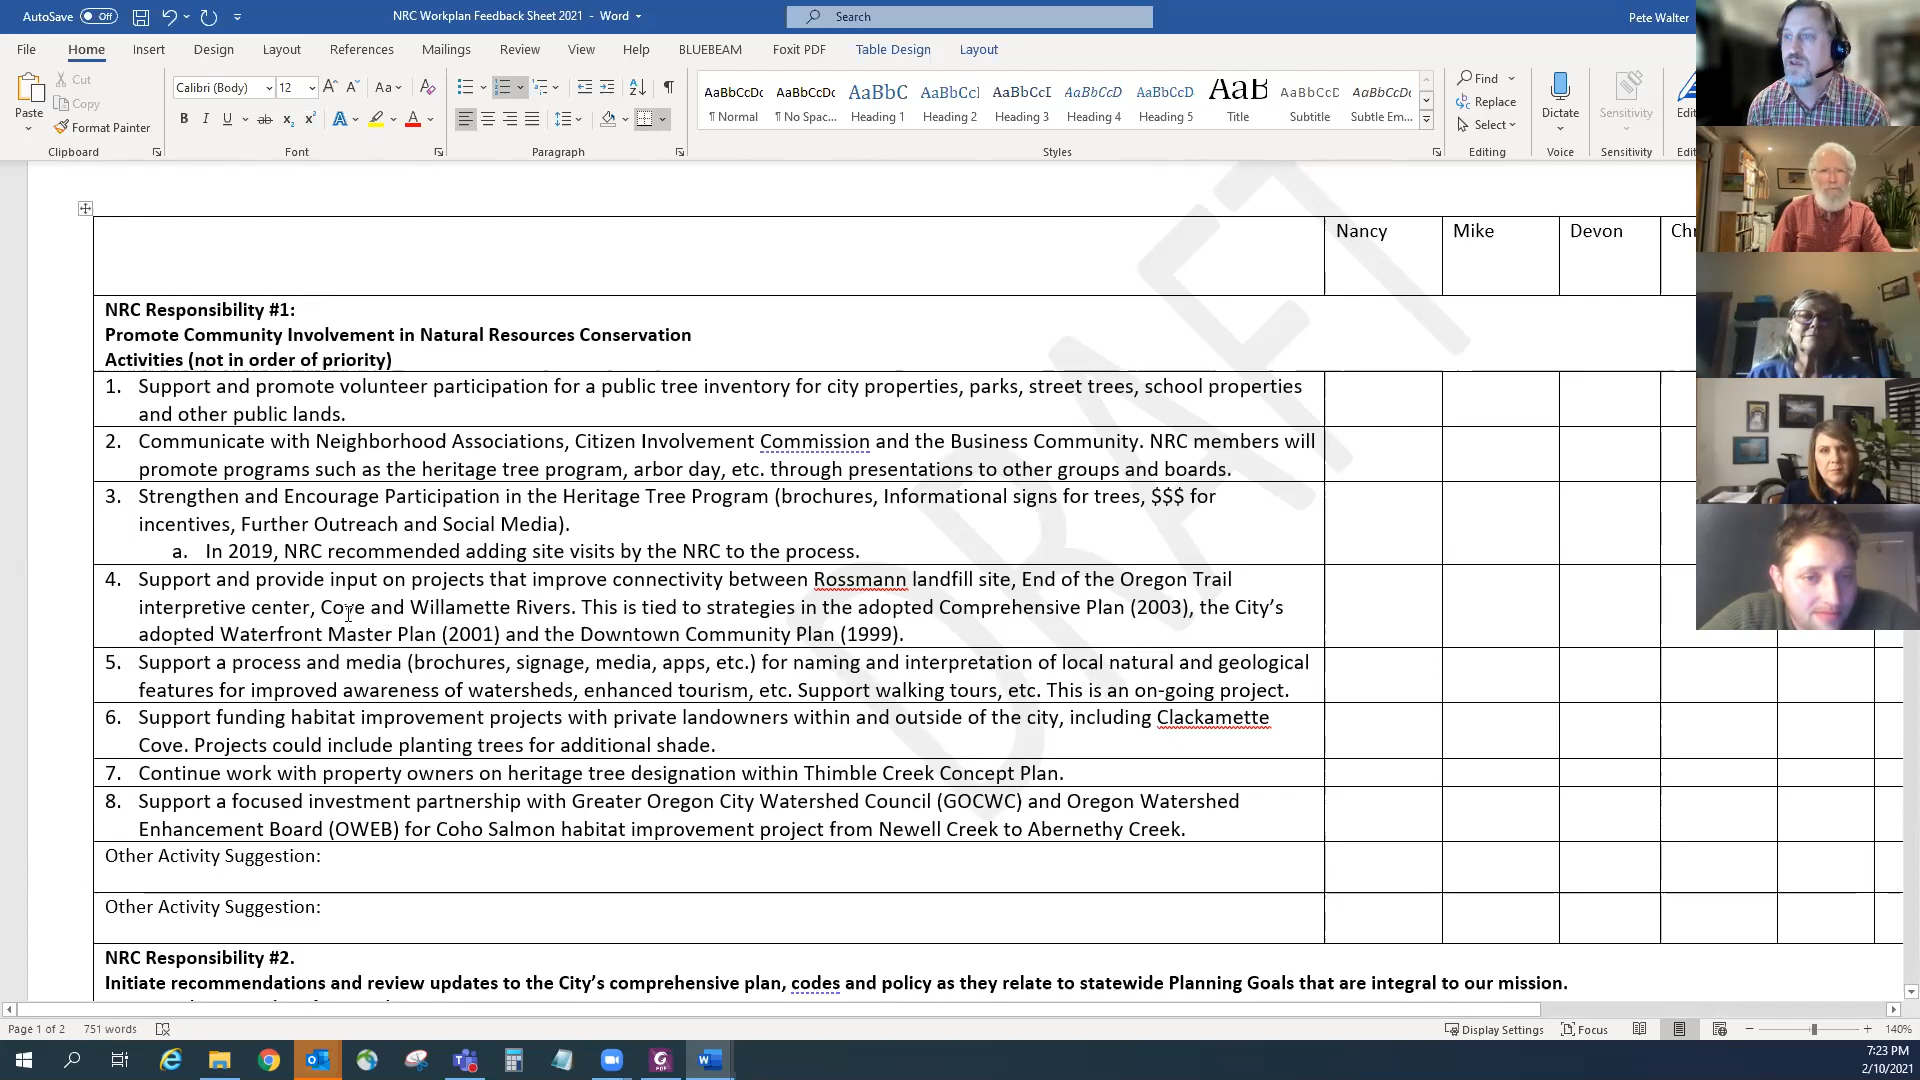 AutoSave Off NRC Workplan Feedback Sheet 2021 - Word Search Pete Walter
File Home Insert Design Layout References Mailings Review View Help BLUEBEAM Foxit PDF Table Design Layout
Paste Cut Copy Format Painter
Calibri (Body) 12
AaBbCcDc AaBbCcDc AaBbC AaBbCcI AaBbCcI AaBbCcD AaBbCcD AaB AaBbCcD AaBbCcDc
¶ Normal ¶ No Spac... Heading 1 Heading 2 Heading 3 Heading 4 Heading 5 Title Subtitle Subtle Em...
Find Replace Select Dictate Sensitivity
Clipboard Font Paragraph Styles Editing Voice Sensitivity
DRAFT
Nancy Mike Devon
NRC Responsibility #1:
Promote Community Involvement in Natural Resources Conservation
Activities (not in order of priority)
1. Support and promote volunteer participation for a public tree inventory for city properties, parks, street trees, school properties
and other public lands.
2. Communicate with Neighborhood Associations, Citizen Involvement Commission and the Business Community. NRC members will
promote programs such as the heritage tree program, arbor day, etc. through presentations to other groups and boards.
3. Strengthen and Encourage Participation in the Heritage Tree Program (brochures, Informational signs for trees, $$$ for
incentives, Further Outreach and Social Media).
a. In 2019, NRC recommended adding site visits by the NRC to the process.
4. Support and provide input on projects that improve connectivity between Rossmann landfill site, End of the Oregon Trail
interpretive center, Cove and Willamette Rivers. This is tied to strategies in the adopted Comprehensive Plan (2003), the City’s
adopted Waterfront Master Plan (2001) and the Downtown Community Plan (1999).
5. Support a process and media (brochures, signage, media, apps, etc.) for naming and interpretation of local natural and geological
features for improved awareness of watersheds, enhanced tourism, etc. Support walking tours, etc. This is an on-going project.
6. Support funding habitat improvement projects with private landowners within and outside of the city, including Clackamette
Cove. Projects could include planting trees for additional shade.
7. Continue work with property owners on heritage tree designation within Thimble Creek Concept Plan.
8. Support a focused investment partnership with Greater Oregon City Watershed Council (GOCWC) and Oregon Watershed
Enhancement Board (OWEB) for Coho Salmon habitat improvement project from Newell Creek to Abernethy Creek.
Other Activity Suggestion:
Other Activity Suggestion:
NRC Responsibility #2.
Initiate recommendations and review updates to the City’s comprehensive plan, codes and policy as they relate to statewide Planning Goals that are integral to our mission.
Page 1 of 2 751 words Display Settings Focus 140%
7:23 PM
2/10/2021